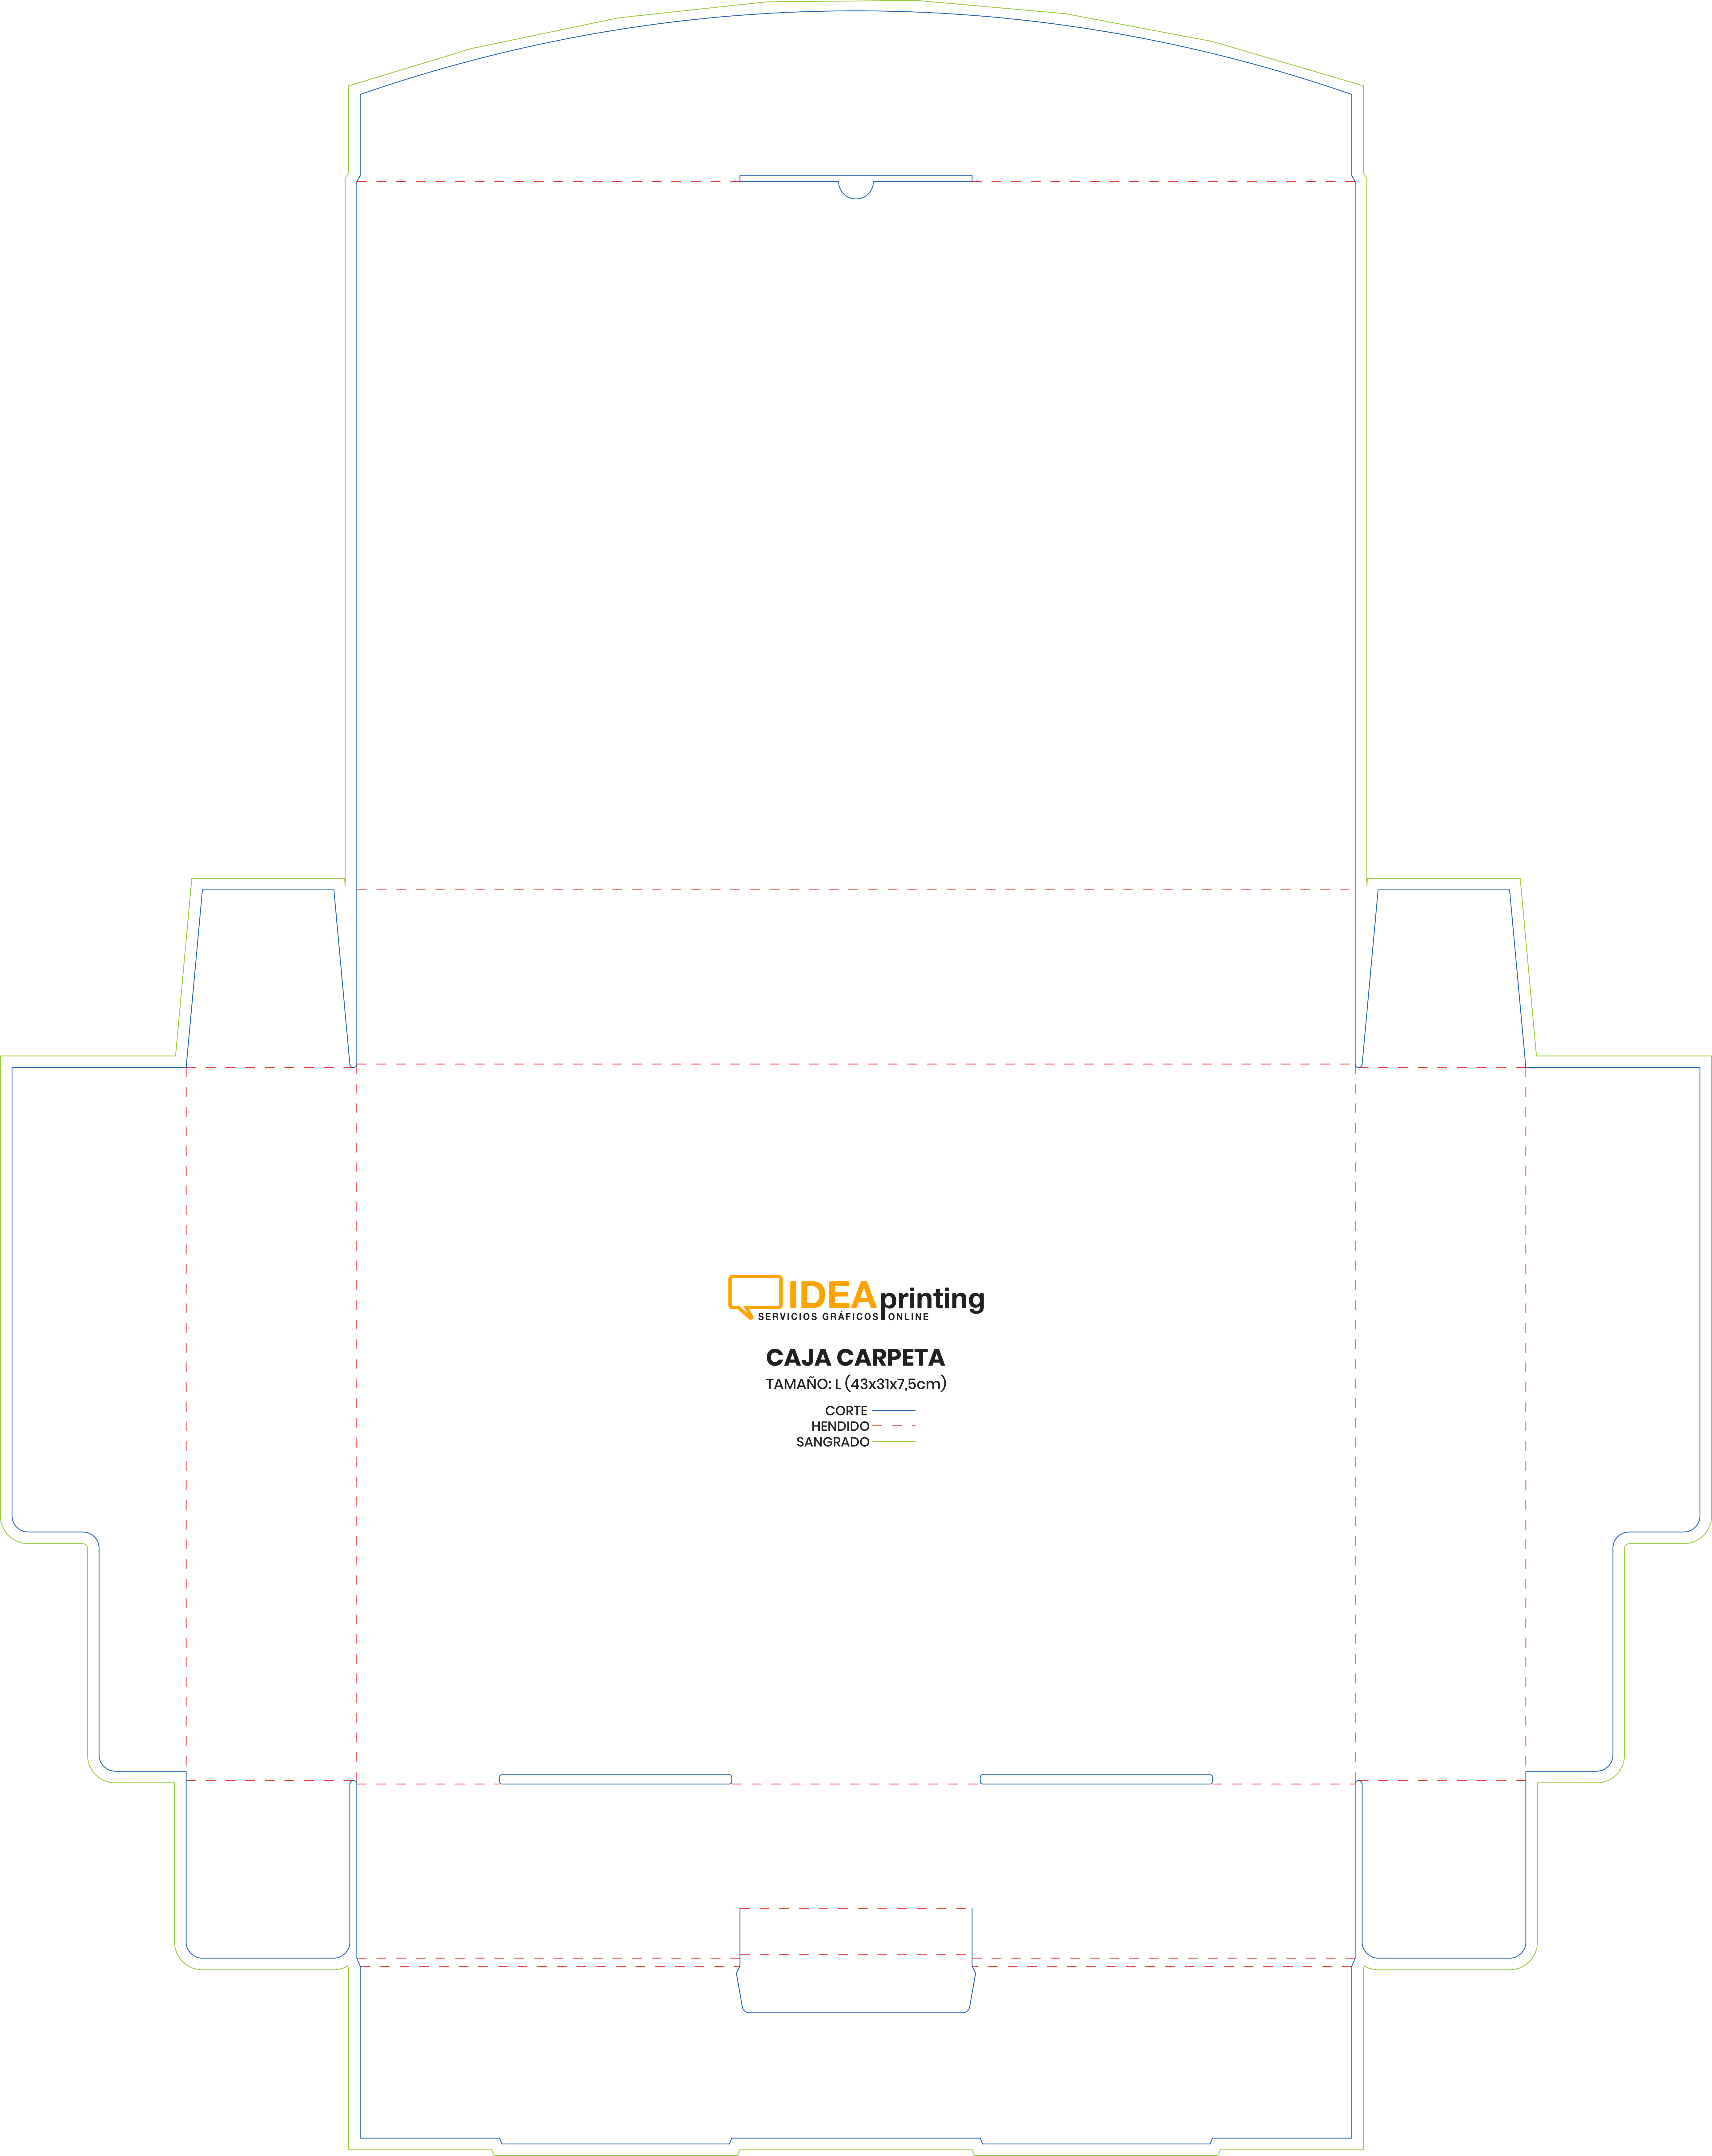 IDEAprinting
SERVICIOS GRÁFICOS ONLINE
CAJA CARPETA
TAMAÑO: L (43x31x7,5cm)
CORTE
HENDIDO
SANGRADO